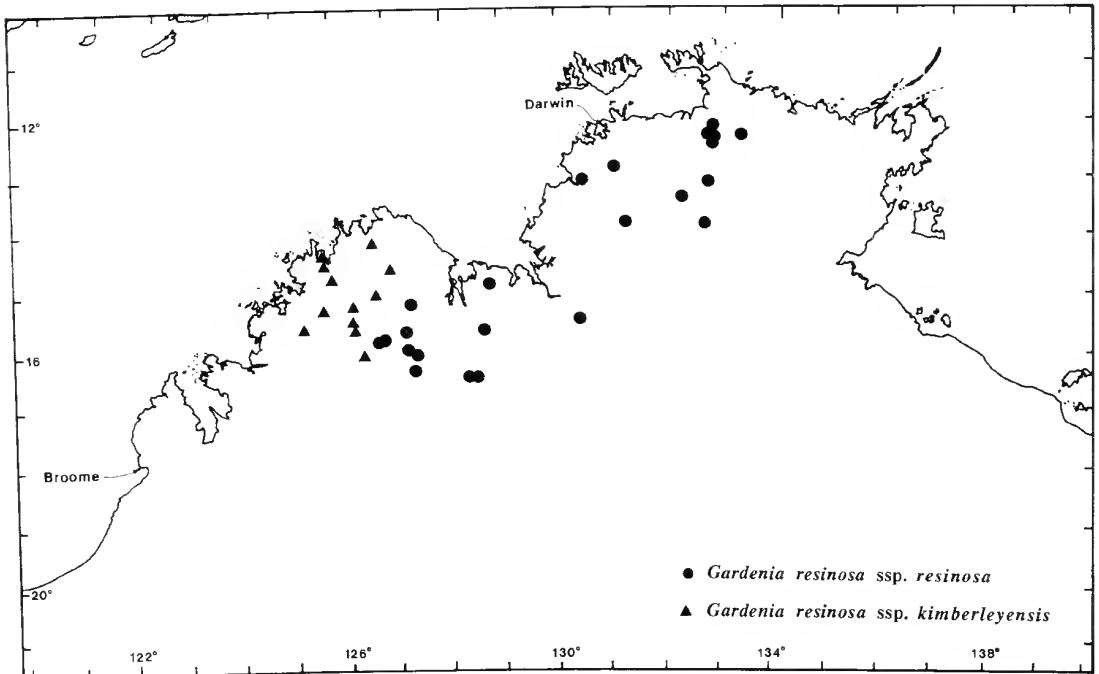 Darwin
12°
16
Broome
● Gardenia resinosa ssp. resinosa
▲ Gardenia resinosa ssp. kimberleyensis
20°
122°
126°
130°
134°
138°